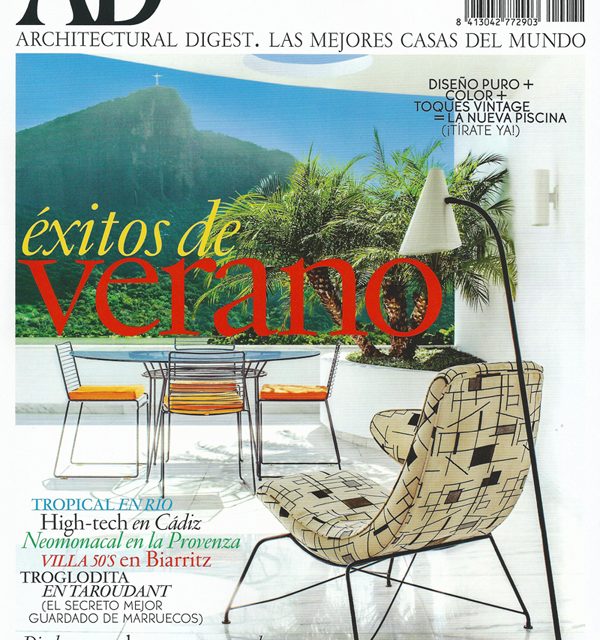 AD
8 413042 772903
ARCHITECTURAL DIGEST. LAS MEJORES CASAS DEL MUNDO
DISEÑO PURO +
COLOR +
TOQUES VINTAGE
= LA NUEVA PISCINA
(¡TÍRATE YA!)
éxitos de
verano
TROPICAL EN RÍO
High-tech en Cádiz
Neomonacal en la Provenza
VILLA 50'S en Biarritz
TROGLODITA
EN TAROUDANT
(EL SECRETO MEJOR
GUARDADO DE MARRUECOS)